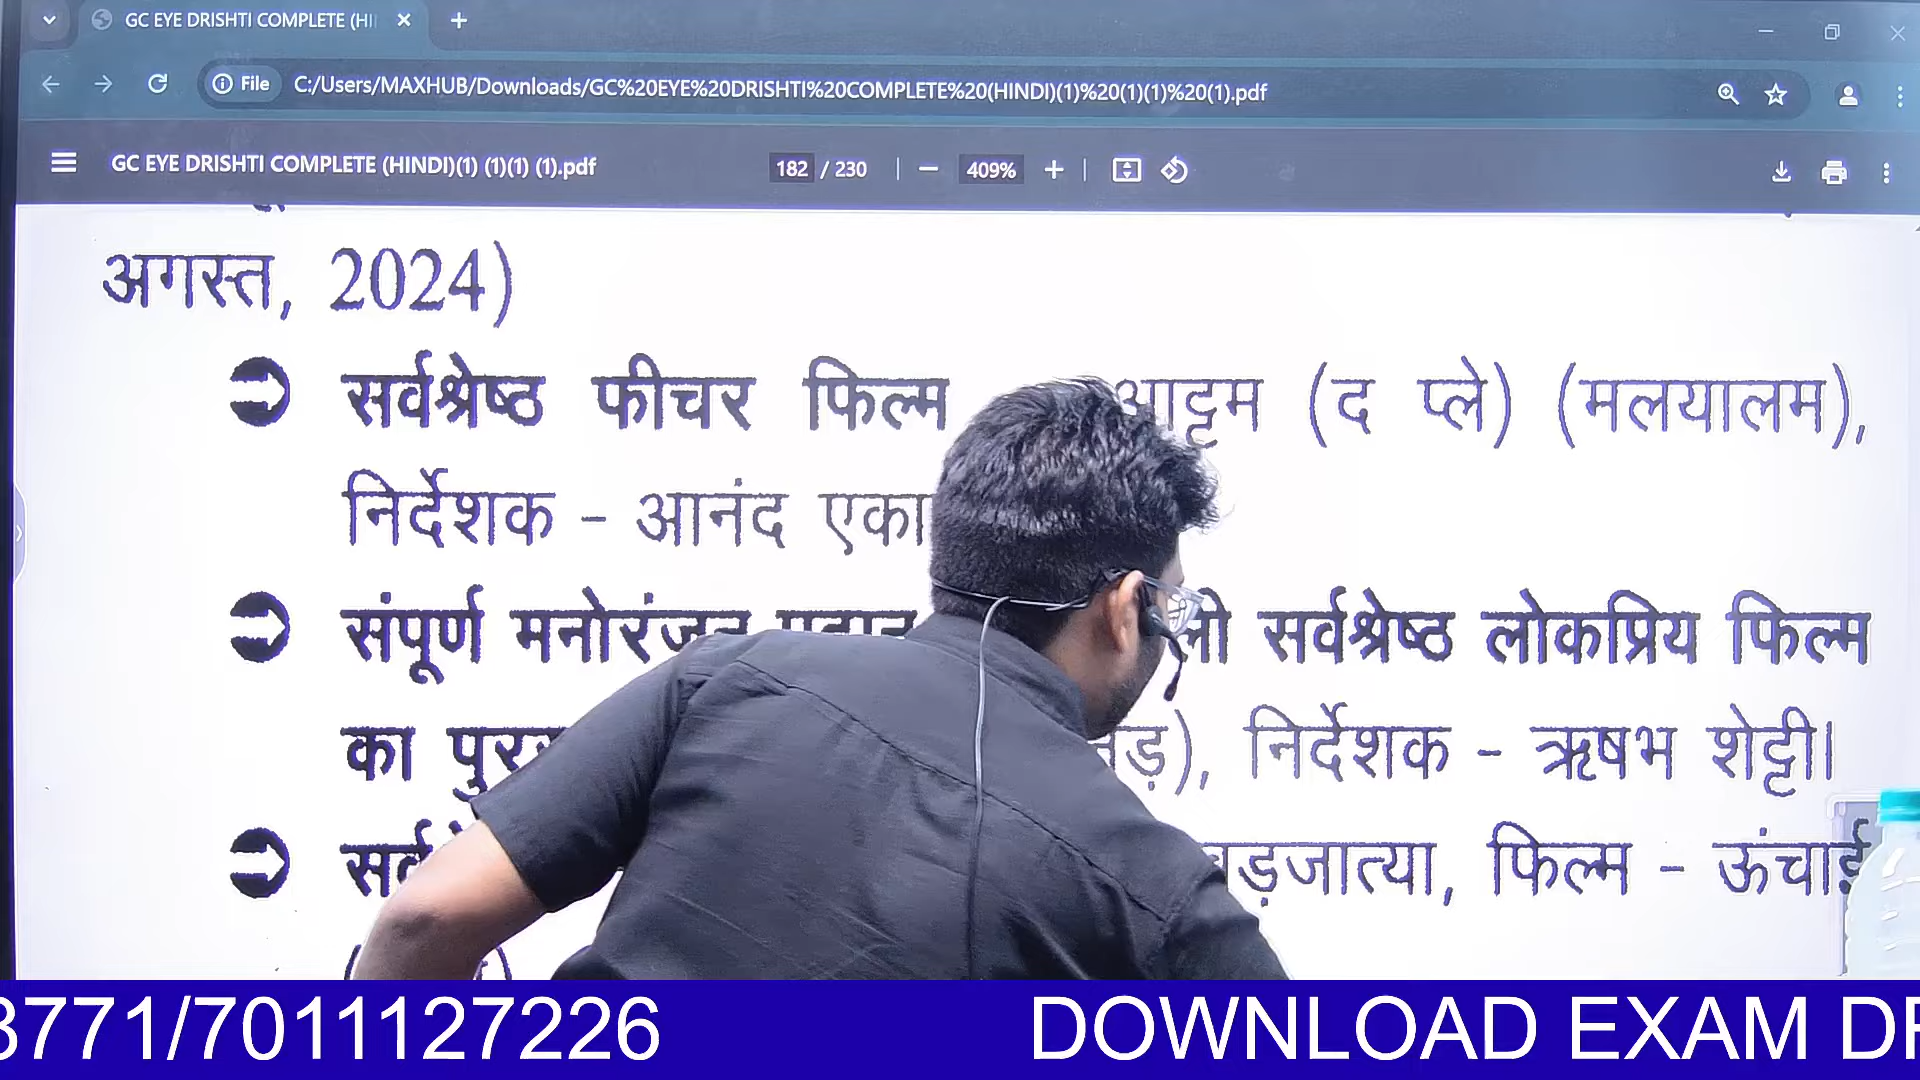 GC EYE DRISHTI COMPLETE (HI
File C:/Users/MAXHUB/Downloads/GC%20EYE%20DRISHTI%20COMPLETE%20(HINDI)(1)%20(1)(1)%20(1).pdf
GC EYE DRISHTI COMPLETE (HINDI)(1) (1)(1) (1).pdf 182 / 230 409%
अगस्त, 2024)
सर्वश्रेष्ठ फीचर फिल्म आट्टम (द प्ले) (मलयालम),
निर्देशक - आनंद एका
संपूर्ण सर्वश्रेष्ठ लोकप्रिय फिल्म
का निर्देशक - ऋषभ शेट्टी।
फिल्म - ऊंचाई
3771/7011127226 DOWNLOAD EXAM DR